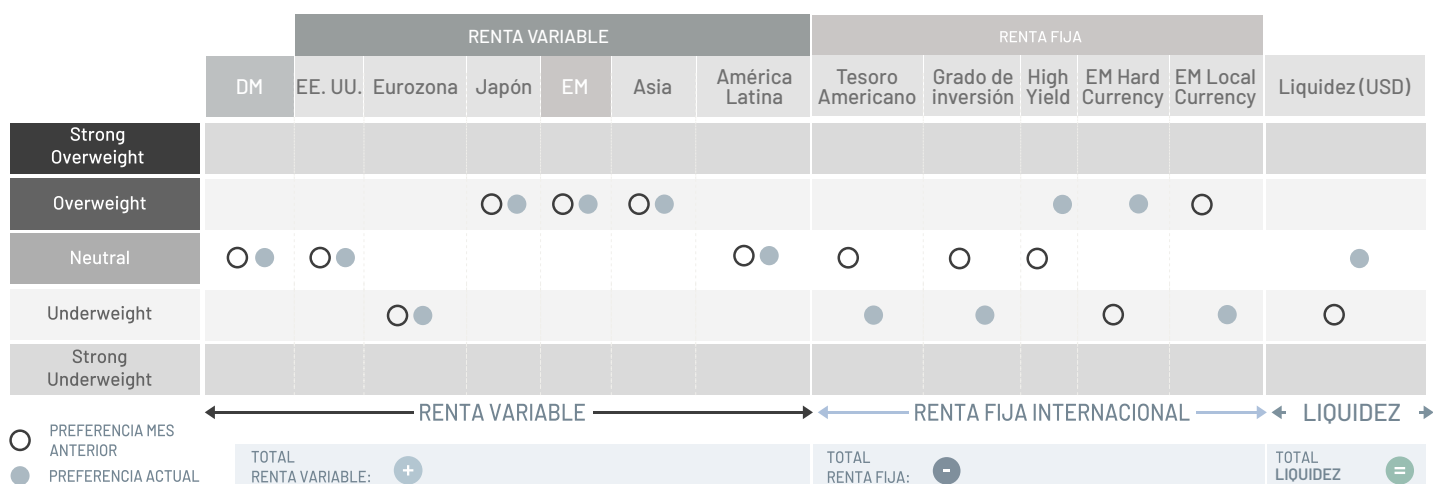 RENTA VARIABLE
RENTA FIJA
DM
EE. UU.
Eurozona
Japón
EM
Asia
América
Latina
Tesoro
Americano
Grado de
inversión
High
Yield
EM Hard
Currency
EM Local
Currency
Liquidez (USD)
Strong
Overweight
Overweight
Neutral
Underweight
Strong
Underweight
RENTA VARIABLE
RENTA FIJA INTERNACIONAL
LIQUIDEZ
PREFERENCIA MES
ANTERIOR
PREFERENCIA ACTUAL
TOTAL
RENTA VARIABLE:
+
TOTAL
RENTA FIJA:
-
TOTAL
LIQUIDEZ
=